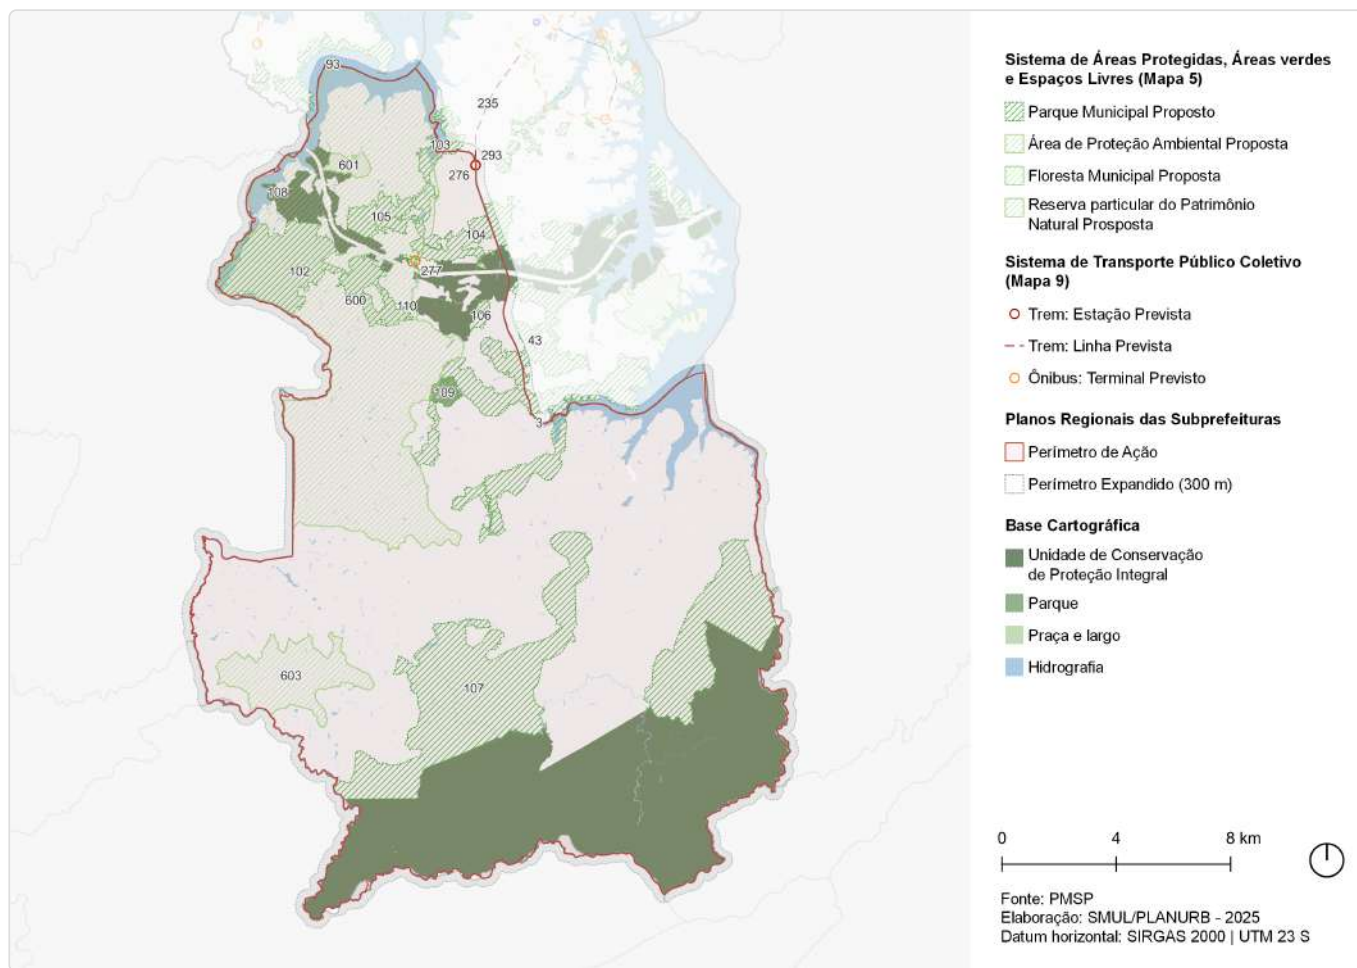 93
235
103
293
276
601
108
105
104
102
277
600
110
106
43
109
3
603
107
Sistema de Áreas Protegidas, Áreas verdes
e Espaços Livres (Mapa 5)
Parque Municipal Proposto
Área de Proteção Ambiental Proposta
Floresta Municipal Proposta
Reserva particular do Patrimônio
Natural Prosposta
Sistema de Transporte Público Coletivo
(Mapa 9)
Trem: Estação Prevista
Trem: Linha Prevista
Ônibus: Terminal Previsto
Planos Regionais das Subprefeituras
Perímetro de Ação
Perímetro Expandido (300 m)
Base Cartográfica
Unidade de Conservação
de Proteção Integral
Parque
Praça e largo
Hidrografia
0 4 8 km
Fonte: PMSP
Elaboração: SMUL/PLANURB - 2025
Datum horizontal: SIRGAS 2000 | UTM 23 S